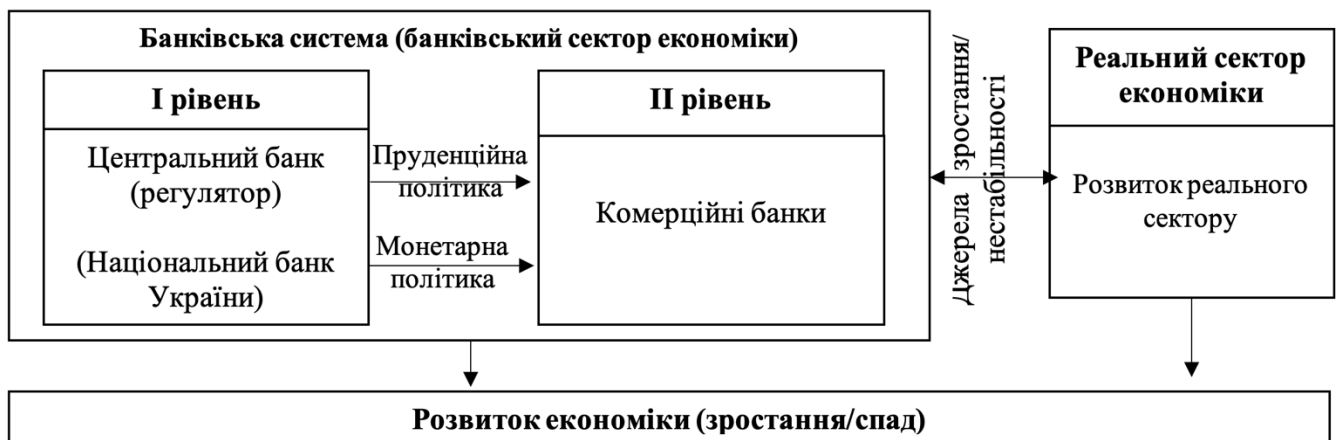 Банківська система (банківський сектор економіки)
І рівень
Центральний банк
(регулятор)
(Національний банк
України)
Пруденційна
політика
Монетарна
політика
ІІ рівень
Комерційні банки
Джерела зростання/
нестабільності
Реальний сектор
економіки
Розвиток реального
сектору
Розвиток економіки (зростання/спад)